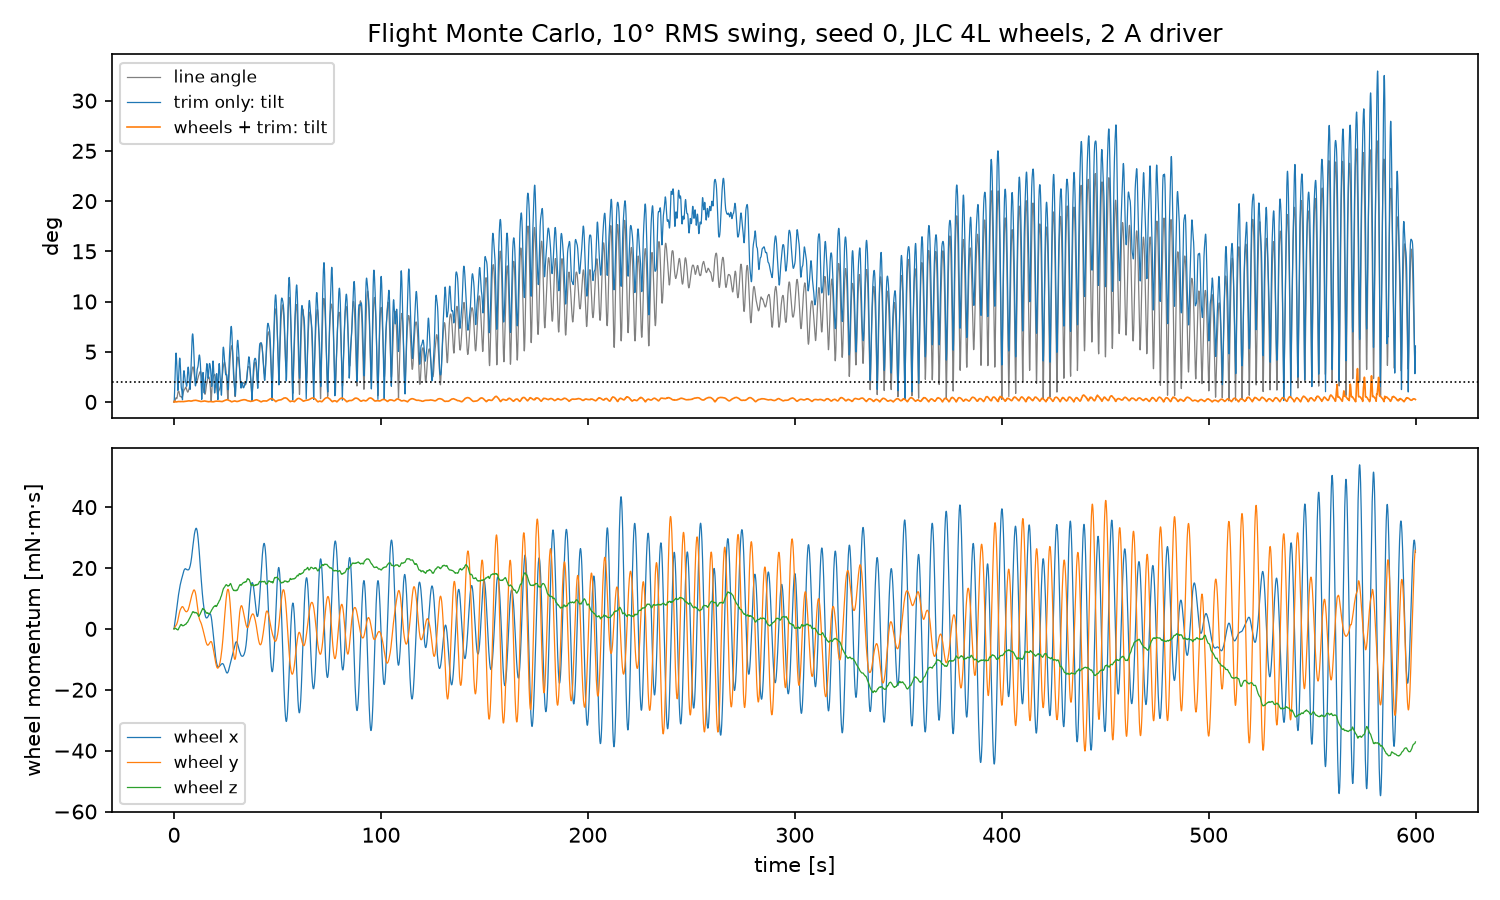 Flight Monte Carlo, 10° RMS swing, seed 0, JLC 4L wheels, 2 A driver
line angle
trim only: tilt
wheels + trim: tilt
deg
30
25
20
15
10
5
0
wheel momentum [mN·m·s]
40
20
0
−20
−40
−60
wheel x
wheel y
wheel z
0 100 200 300 400 500 600
time [s]